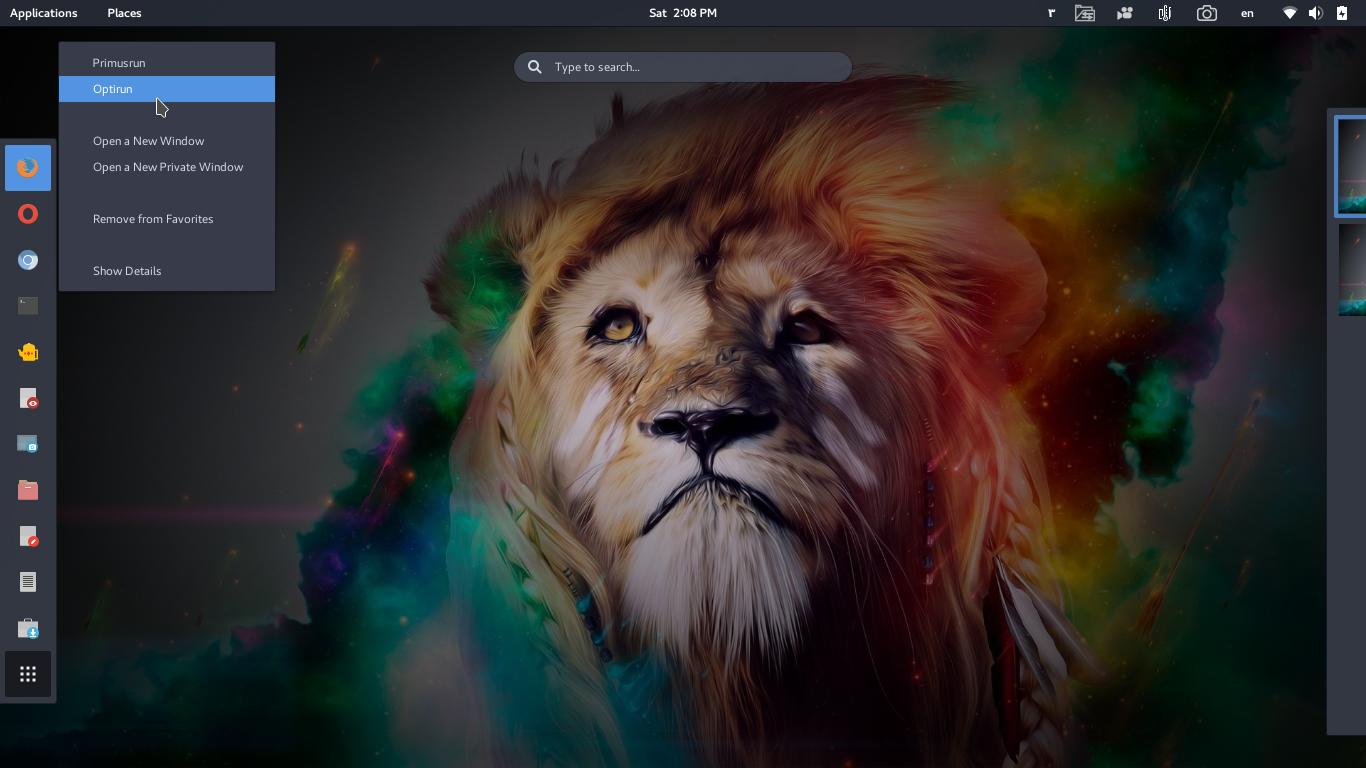 Applications Places Sat 2:08 PM ٣ en
Type to search...
Primusrun
Optirun
Open a New Window
Open a New Private Window
Remove from Favorites
Show Details